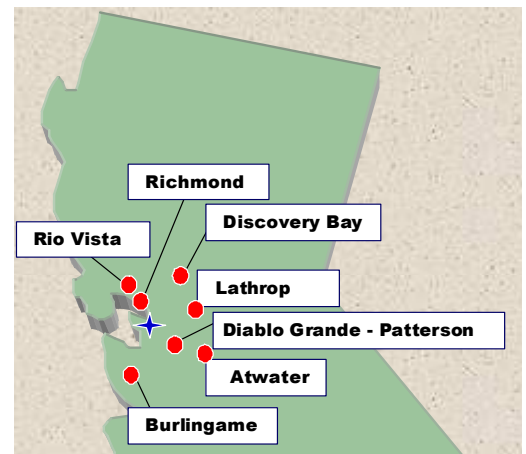 Richmond
Discovery Bay
Rio Vista
Lathrop
Diablo Grande - Patterson
Atwater
Burlingame